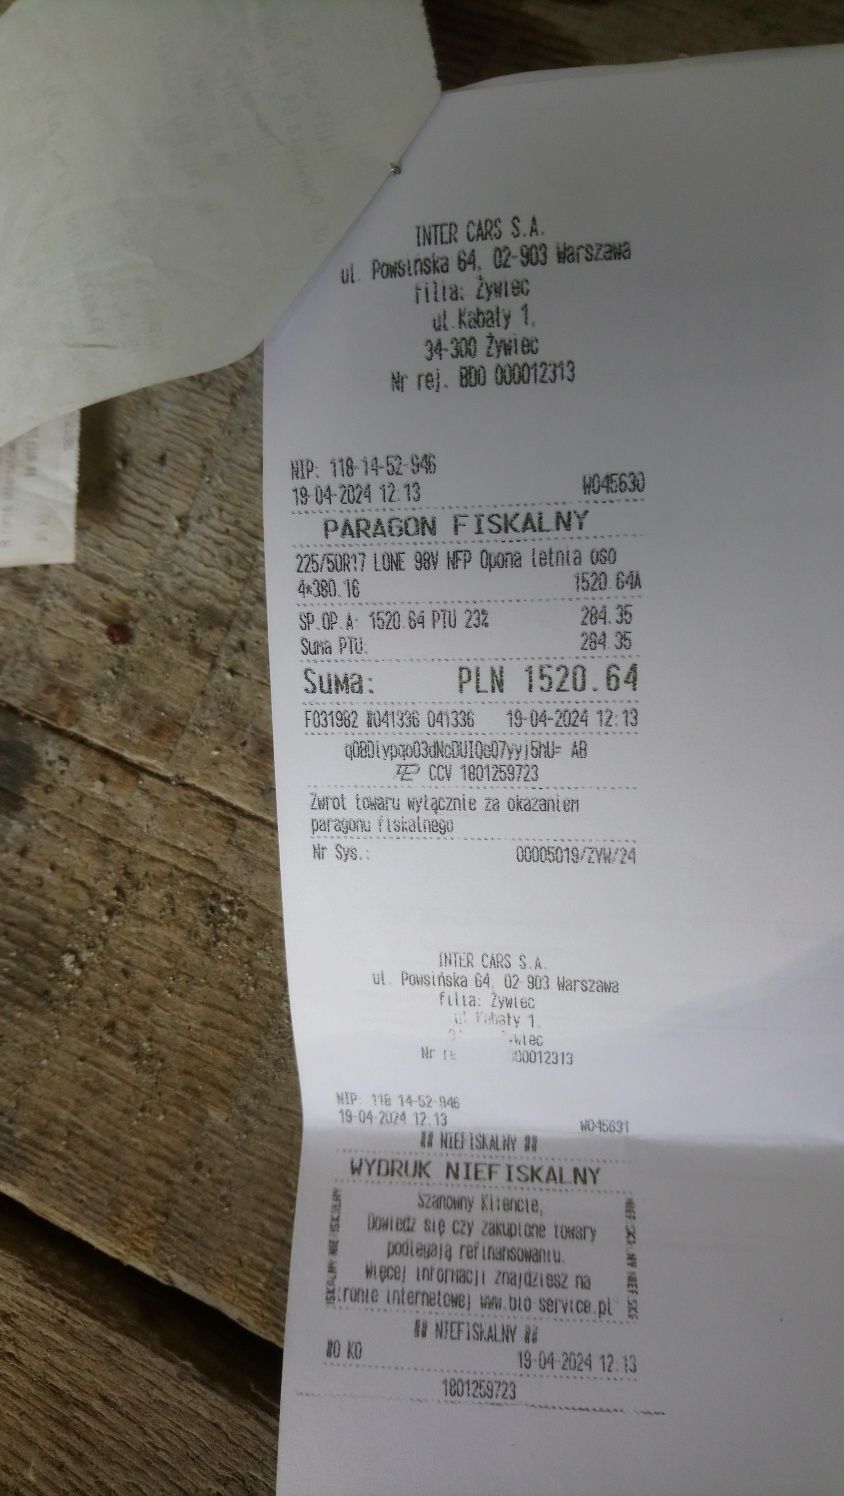 INTER CARS S.A.
ul. Powsińska 64, 02-903 Warszawa
filia: Żywiec
ul.Kabaty 1,
34-300 Żywiec
Nr rej. BDO 000012313
NIP: 118-14-52-946
19-04-2024 12:13 W045630
PARAGON FISKALNY
225/50R17 LONE 98V NFP Opona letnia oso
4*380.16 1520.64A
SP.OP.A: 1520.64 PTU 23% 284.35
Suma PTU: 284.35
Suma: PLN 1520.64
F031982 #041336 041336 19-04-2024 12:13
CCV 1801259723
Zwrot towaru wyłącznie za okazaniem
paragonu fiskalnego
Nr Sys.: 00005019/ZYW/24
INTER CARS S.A.
ul. Powsińska 64, 02-903 Warszawa
filia: Żywiec
ul Kabaty 1,
Nr 000012313
NIP: 118-14-52-946
19-04-2024 12:13 W045631
## NIEFISKALNY ##
WYDRUK NIEFISKALNY
Szanowny Kliencie,
Dowiedz się czy zakupione towary
podlegają refinansowaniu.
Więcej informacji znajdziesz na
stronie internetowej www.bio-service.pl
## NIEFISKALNY ##
#0 KO 19-04-2024 12:13
1801259723